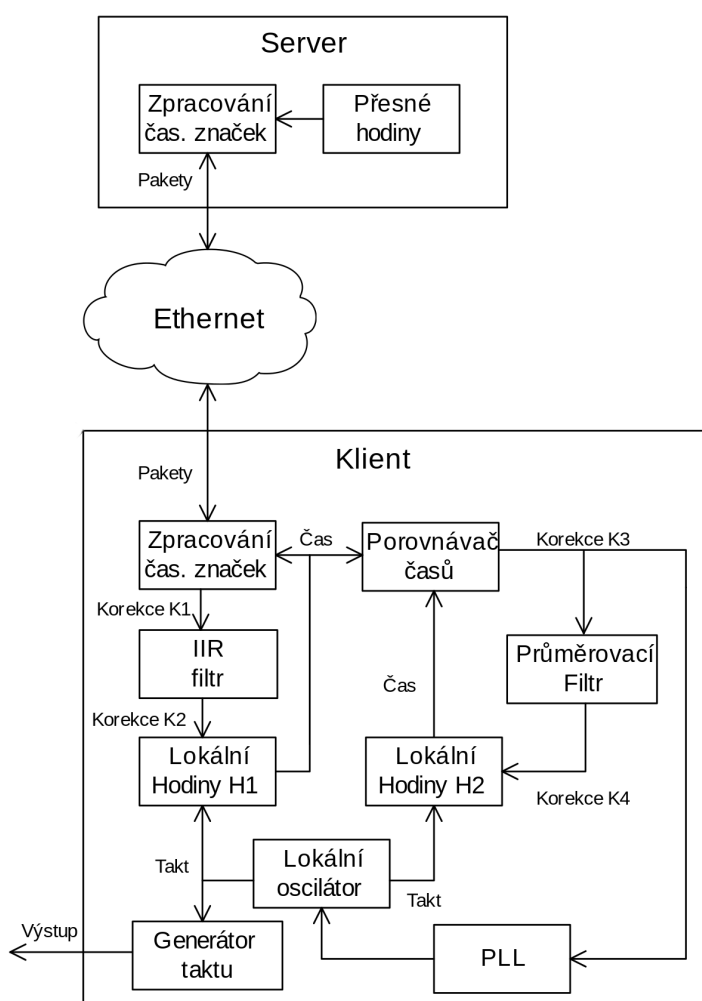 Server
Zpracování
čas. značek
Přesné
hodiny
Pakety
Ethernet
Klient
Pakety
Zpracování
čas. značek
Čas
Porovnávač
časů
Korekce K3
Korekce K1
IIR
filtr
Průměrovací
Filtr
Čas
Korekce K2
Lokální
Hodiny H1
Lokální
Hodiny H2
Korekce K4
Takt
Lokální
oscilátor
Takt
Výstup
Generátor
taktu
PLL